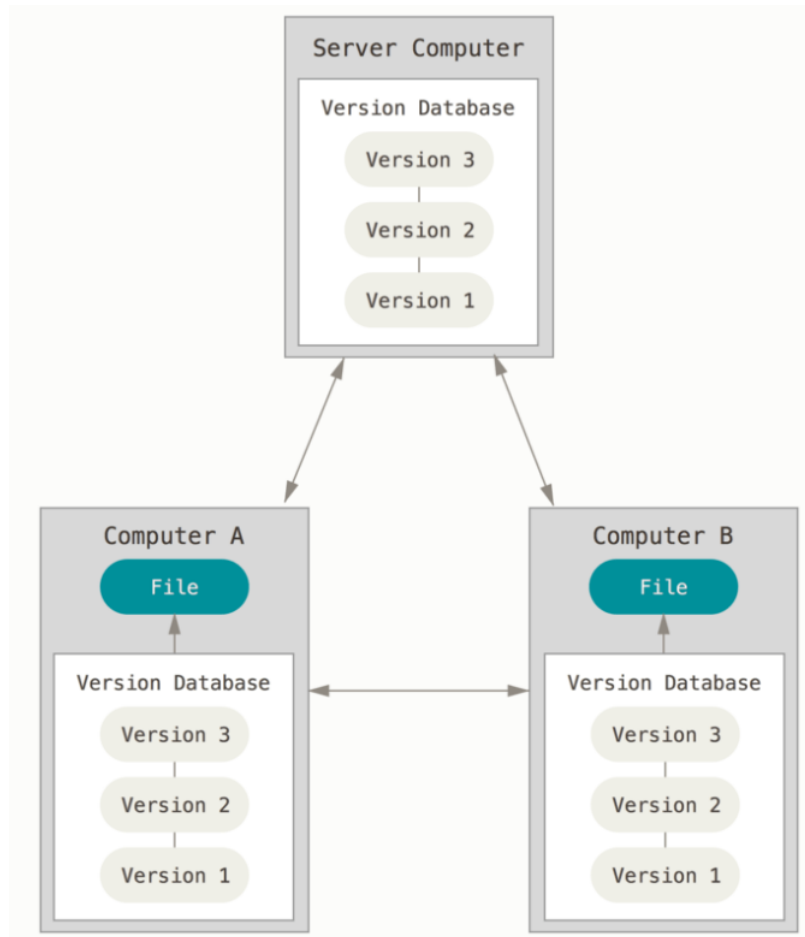 Server Computer
Version Database
Version 3
Version 2
Version 1
Computer A
File
Version Database
Version 3
Version 2
Version 1
Computer B
File
Version Database
Version 3
Version 2
Version 1